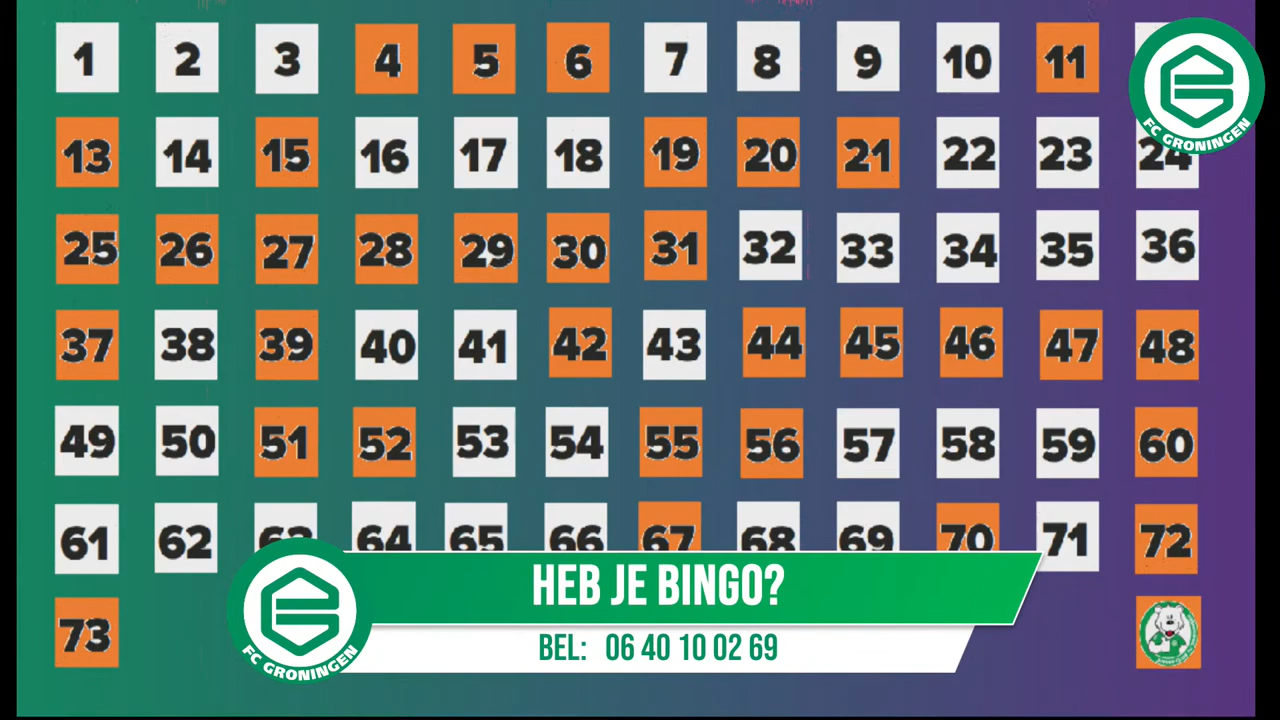 1 2 3 4 5 6 7 8 9 10 11
FC GRONINGEN
13 14 15 16 17 18 19 20 21 22 23 24
25 26 27 28 29 30 31 32 33 34 35 36
37 38 39 40 41 42 43 44 45 46 47 48
49 50 51 52 53 54 55 56 57 58 59 60
61 62 63 64 65 66 67 68 69 70 71 72
HEB JE BINGO?
73
BEL: 06 40 10 02 69
FC GRONINGEN